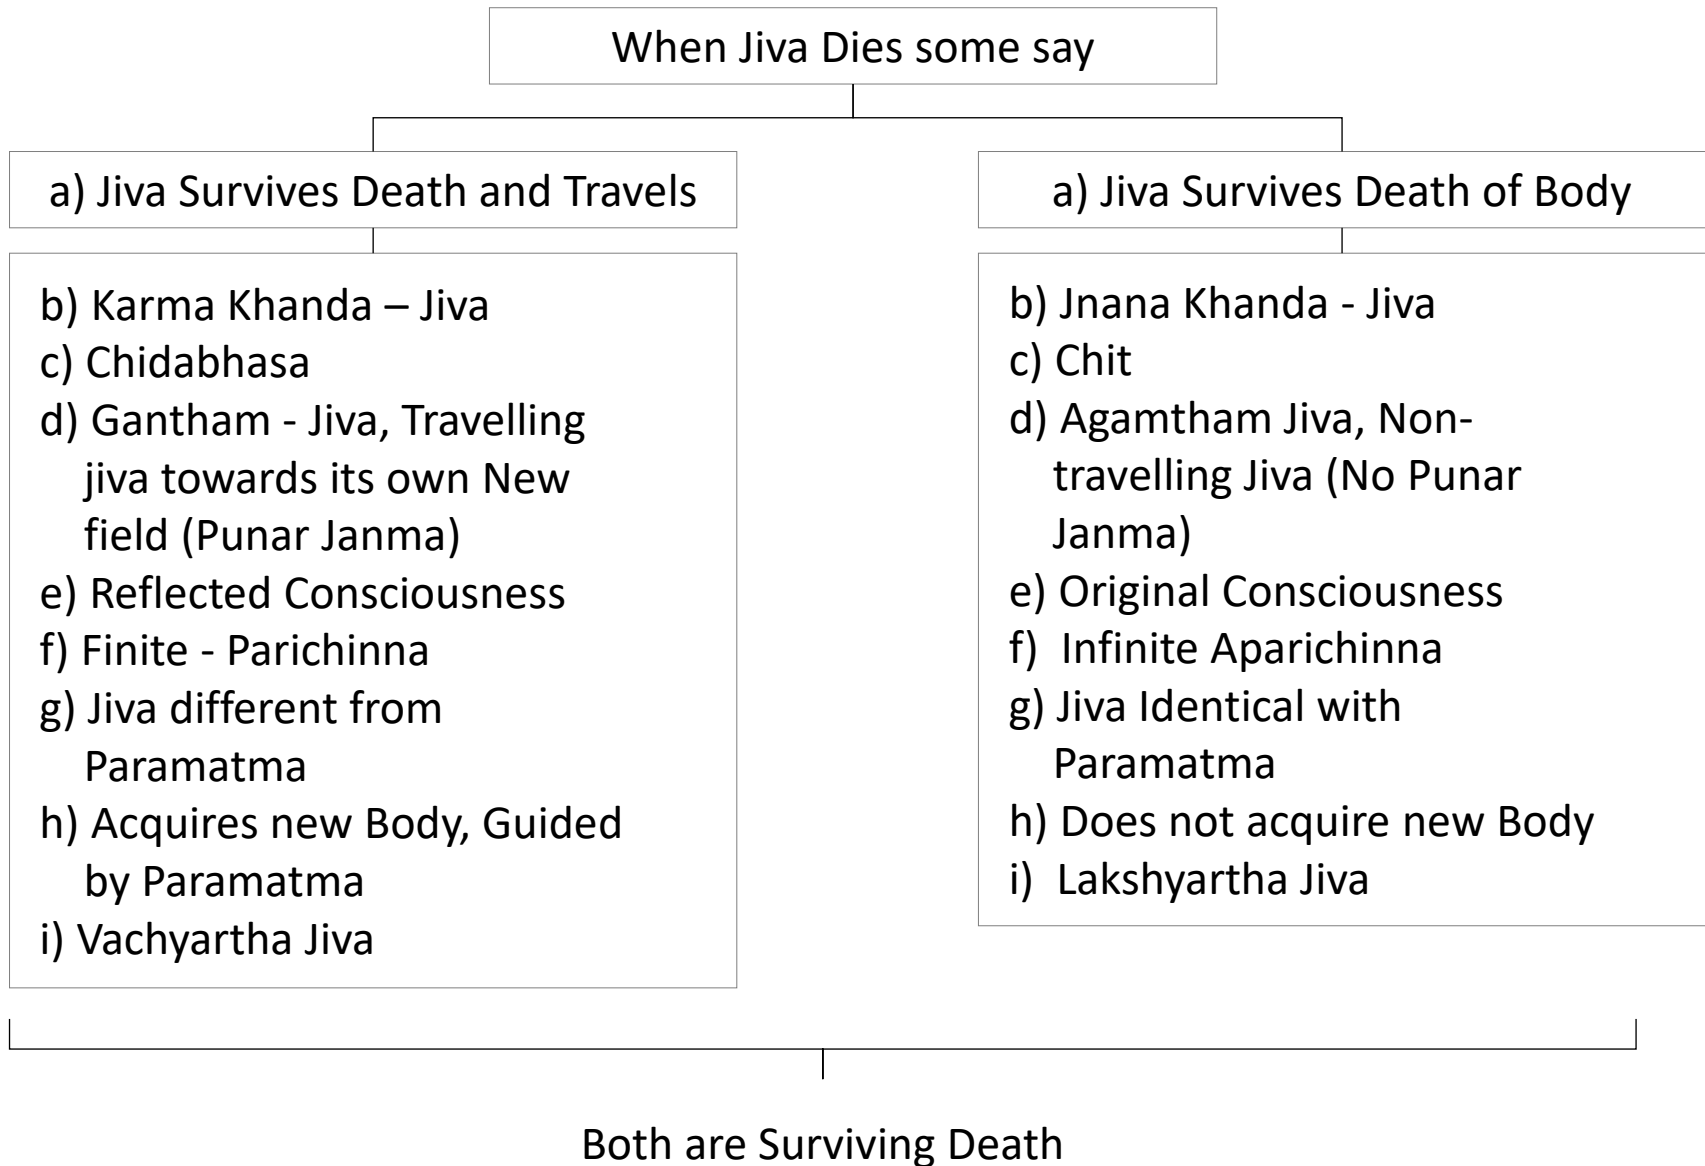 When Jiva Dies some say
a) Jiva Survives Death and Travels
b) Karma Khanda – Jiva
c) Chidabhasa
d) Gantham - Jiva, Travelling
jiva towards its own New
field (Punar Janma)
e) Reflected Consciousness
f) Finite - Parichinna
g) Jiva different from
Paramatma
h) Acquires new Body, Guided
by Paramatma
i) Vachyartha Jiva
a) Jiva Survives Death of Body
b) Jnana Khanda - Jiva
c) Chit
d) Agamtham Jiva, Non-
travelling Jiva (No Punar
Janma)
e) Original Consciousness
f) Infinite Aparichinna
g) Jiva Identical with
Paramatma
h) Does not acquire new Body
i) Lakshyartha Jiva
Both are Surviving Death